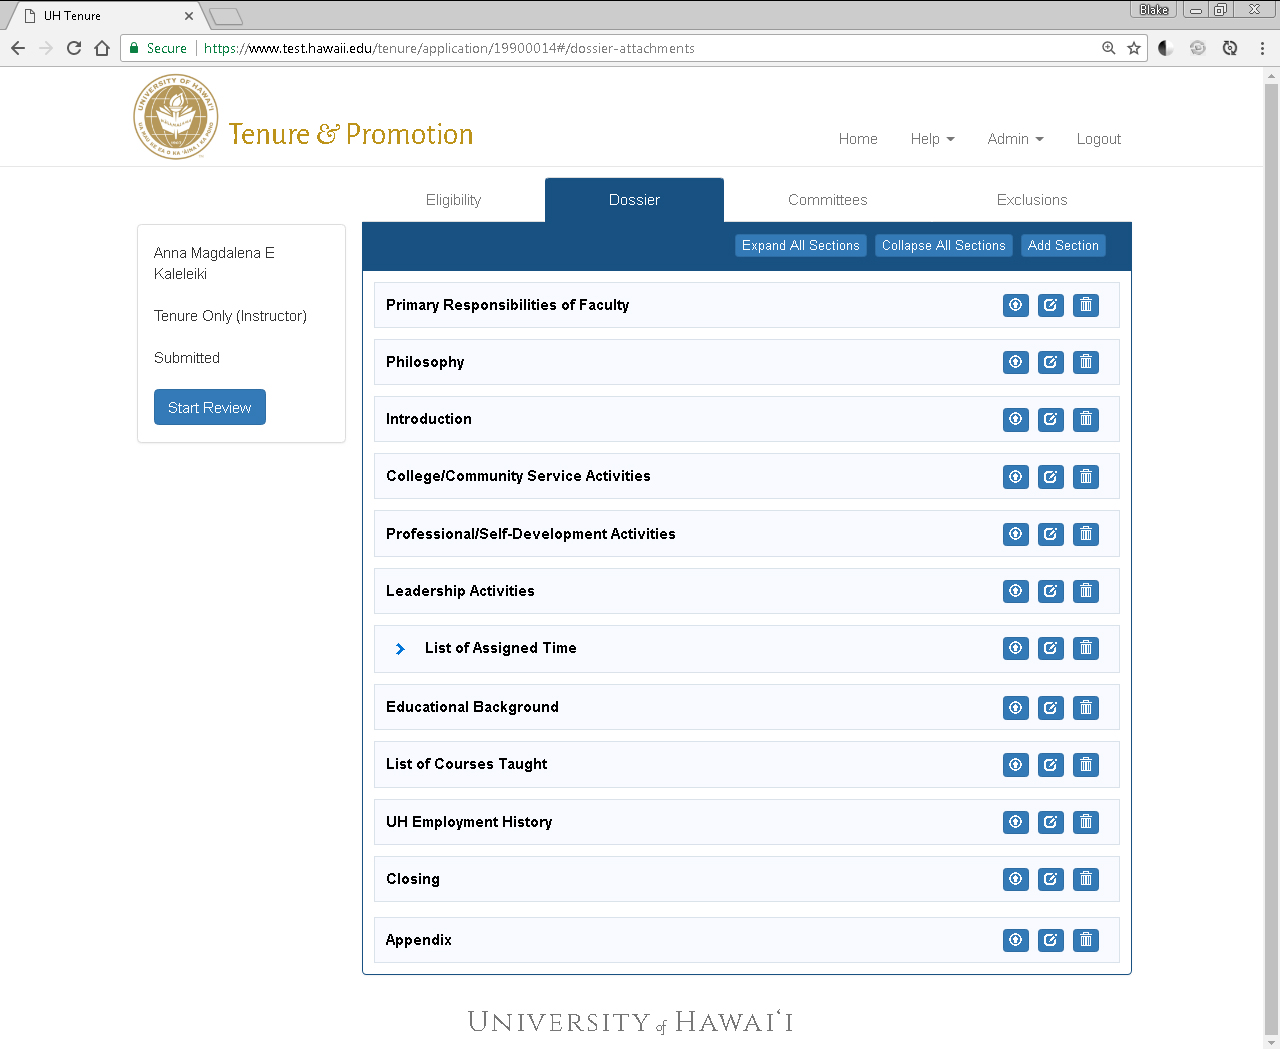 UH Tenure
Blake
Secure
https://www.test.hawaii.edu/tenure/application/19900014#/dossier-attachments
UNIVERSITY OF HAWAI'I
Tenure & Promotion
Home
Help
Admin
Logout
Eligibility
Dossier
Committees
Exclusions
Anna Magdalena E
Kaleleiki
Tenure Only (Instructor)
Submitted
Start Review
Expand All Sections
Collapse All Sections
Add Section
Primary Responsibilities of Faculty
Philosophy
Introduction
College/Community Service Activities
Professional/Self-Development Activities
Leadership Activities
List of Assigned Time
Educational Background
List of Courses Taught
UH Employment History
Closing
Appendix
UNIVERSITY of HAWAIʻI